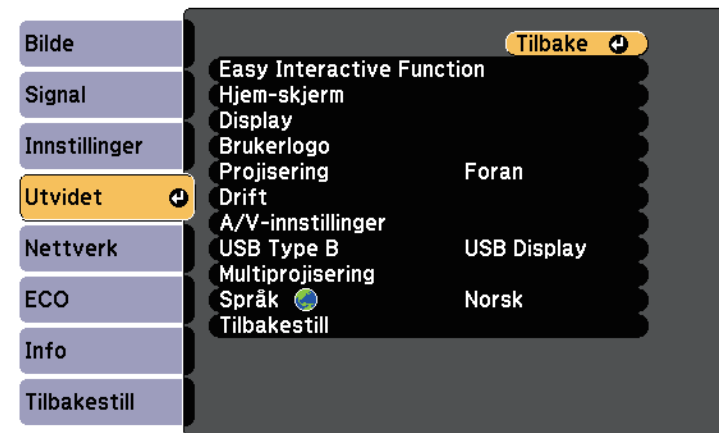 Bilde
Signal
Innstillinger
Utvidet
Nettverk
ECO
Info
Tilbakestill
Tilbake
Easy Interactive Function
Hjem-skjerm
Display
Brukerlogo
Projisering Foran
Drift
A/V-innstillinger
USB Type B USB Display
Multiprojisering
Språk Norsk
Tilbakestill